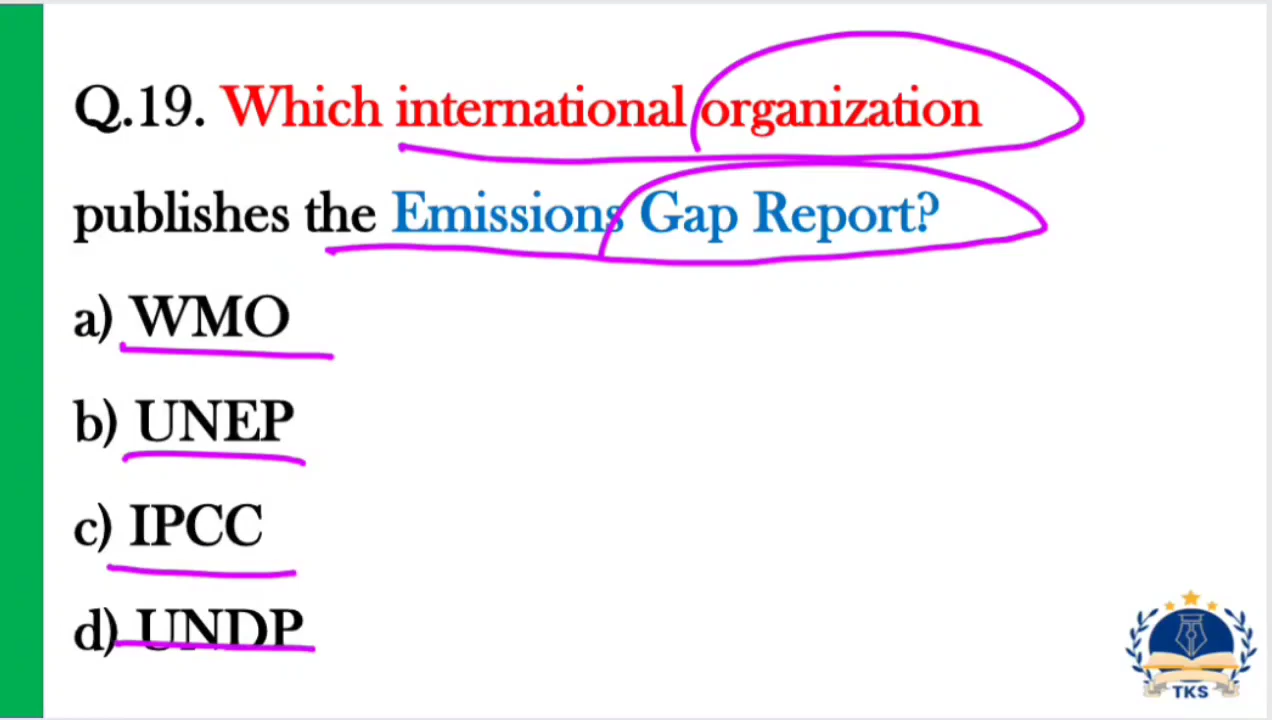 Q.19. Which international organization
publishes the Emissions Gap Report?
a) WMO
b) UNEP
c) IPCC
d) UNDP
TKS